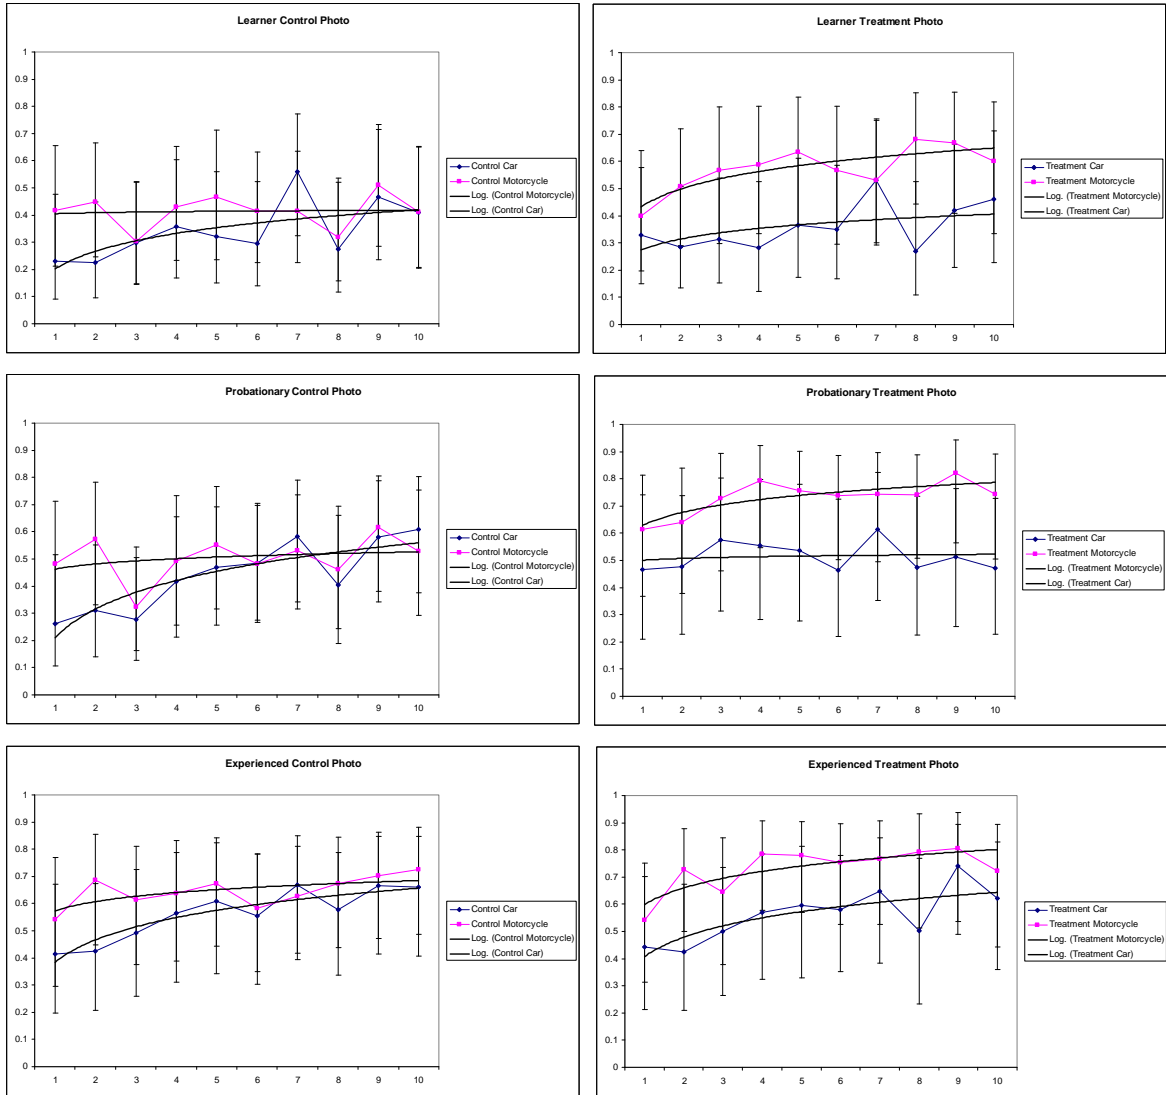 Learner Control Photo
1
0.9
0.8
0.7
0.6
0.5
0.4
0.3
0.2
0.1
0
1 2 3 4 5 6 7 8 9 10
Control Car
Control Motorcycle
Log. (Control Motorcycle)
Log. (Control Car)
Learner Treatment Photo
1
0.9
0.8
0.7
0.6
0.5
0.4
0.3
0.2
0.1
0
1 2 3 4 5 6 7 8 9 10
Treatment Car
Treatment Motorcycle
Log. (Treatment Motorcycle)
Log. (Treatment Car)
Probationary Control Photo
1
0.9
0.8
0.7
0.6
0.5
0.4
0.3
0.2
0.1
0
1 2 3 4 5 6 7 8 9 10
Control Car
Control Motorcycle
Log. (Control Motorcycle)
Log. (Control Car)
Probationary Treatment Photo
1
0.9
0.8
0.7
0.6
0.5
0.4
0.3
0.2
0.1
0
1 2 3 4 5 6 7 8 9 10
Treatment Car
Treatment Motorcycle
Log. (Treatment Motorcycle)
Log. (Treatment Car)
Experienced Control Photo
1
0.9
0.8
0.7
0.6
0.5
0.4
0.3
0.2
0.1
0
1 2 3 4 5 6 7 8 9 10
Control Car
Control Motorcycle
Log. (Control Motorcycle)
Log. (Control Car)
Experienced Treatment Photo
1
0.9
0.8
0.7
0.6
0.5
0.4
0.3
0.2
0.1
0
1 2 3 4 5 6 7 8 9 10
Treatment Car
Treatment Motorcycle
Log. (Treatment Motorcycle)
Log. (Treatment Car)